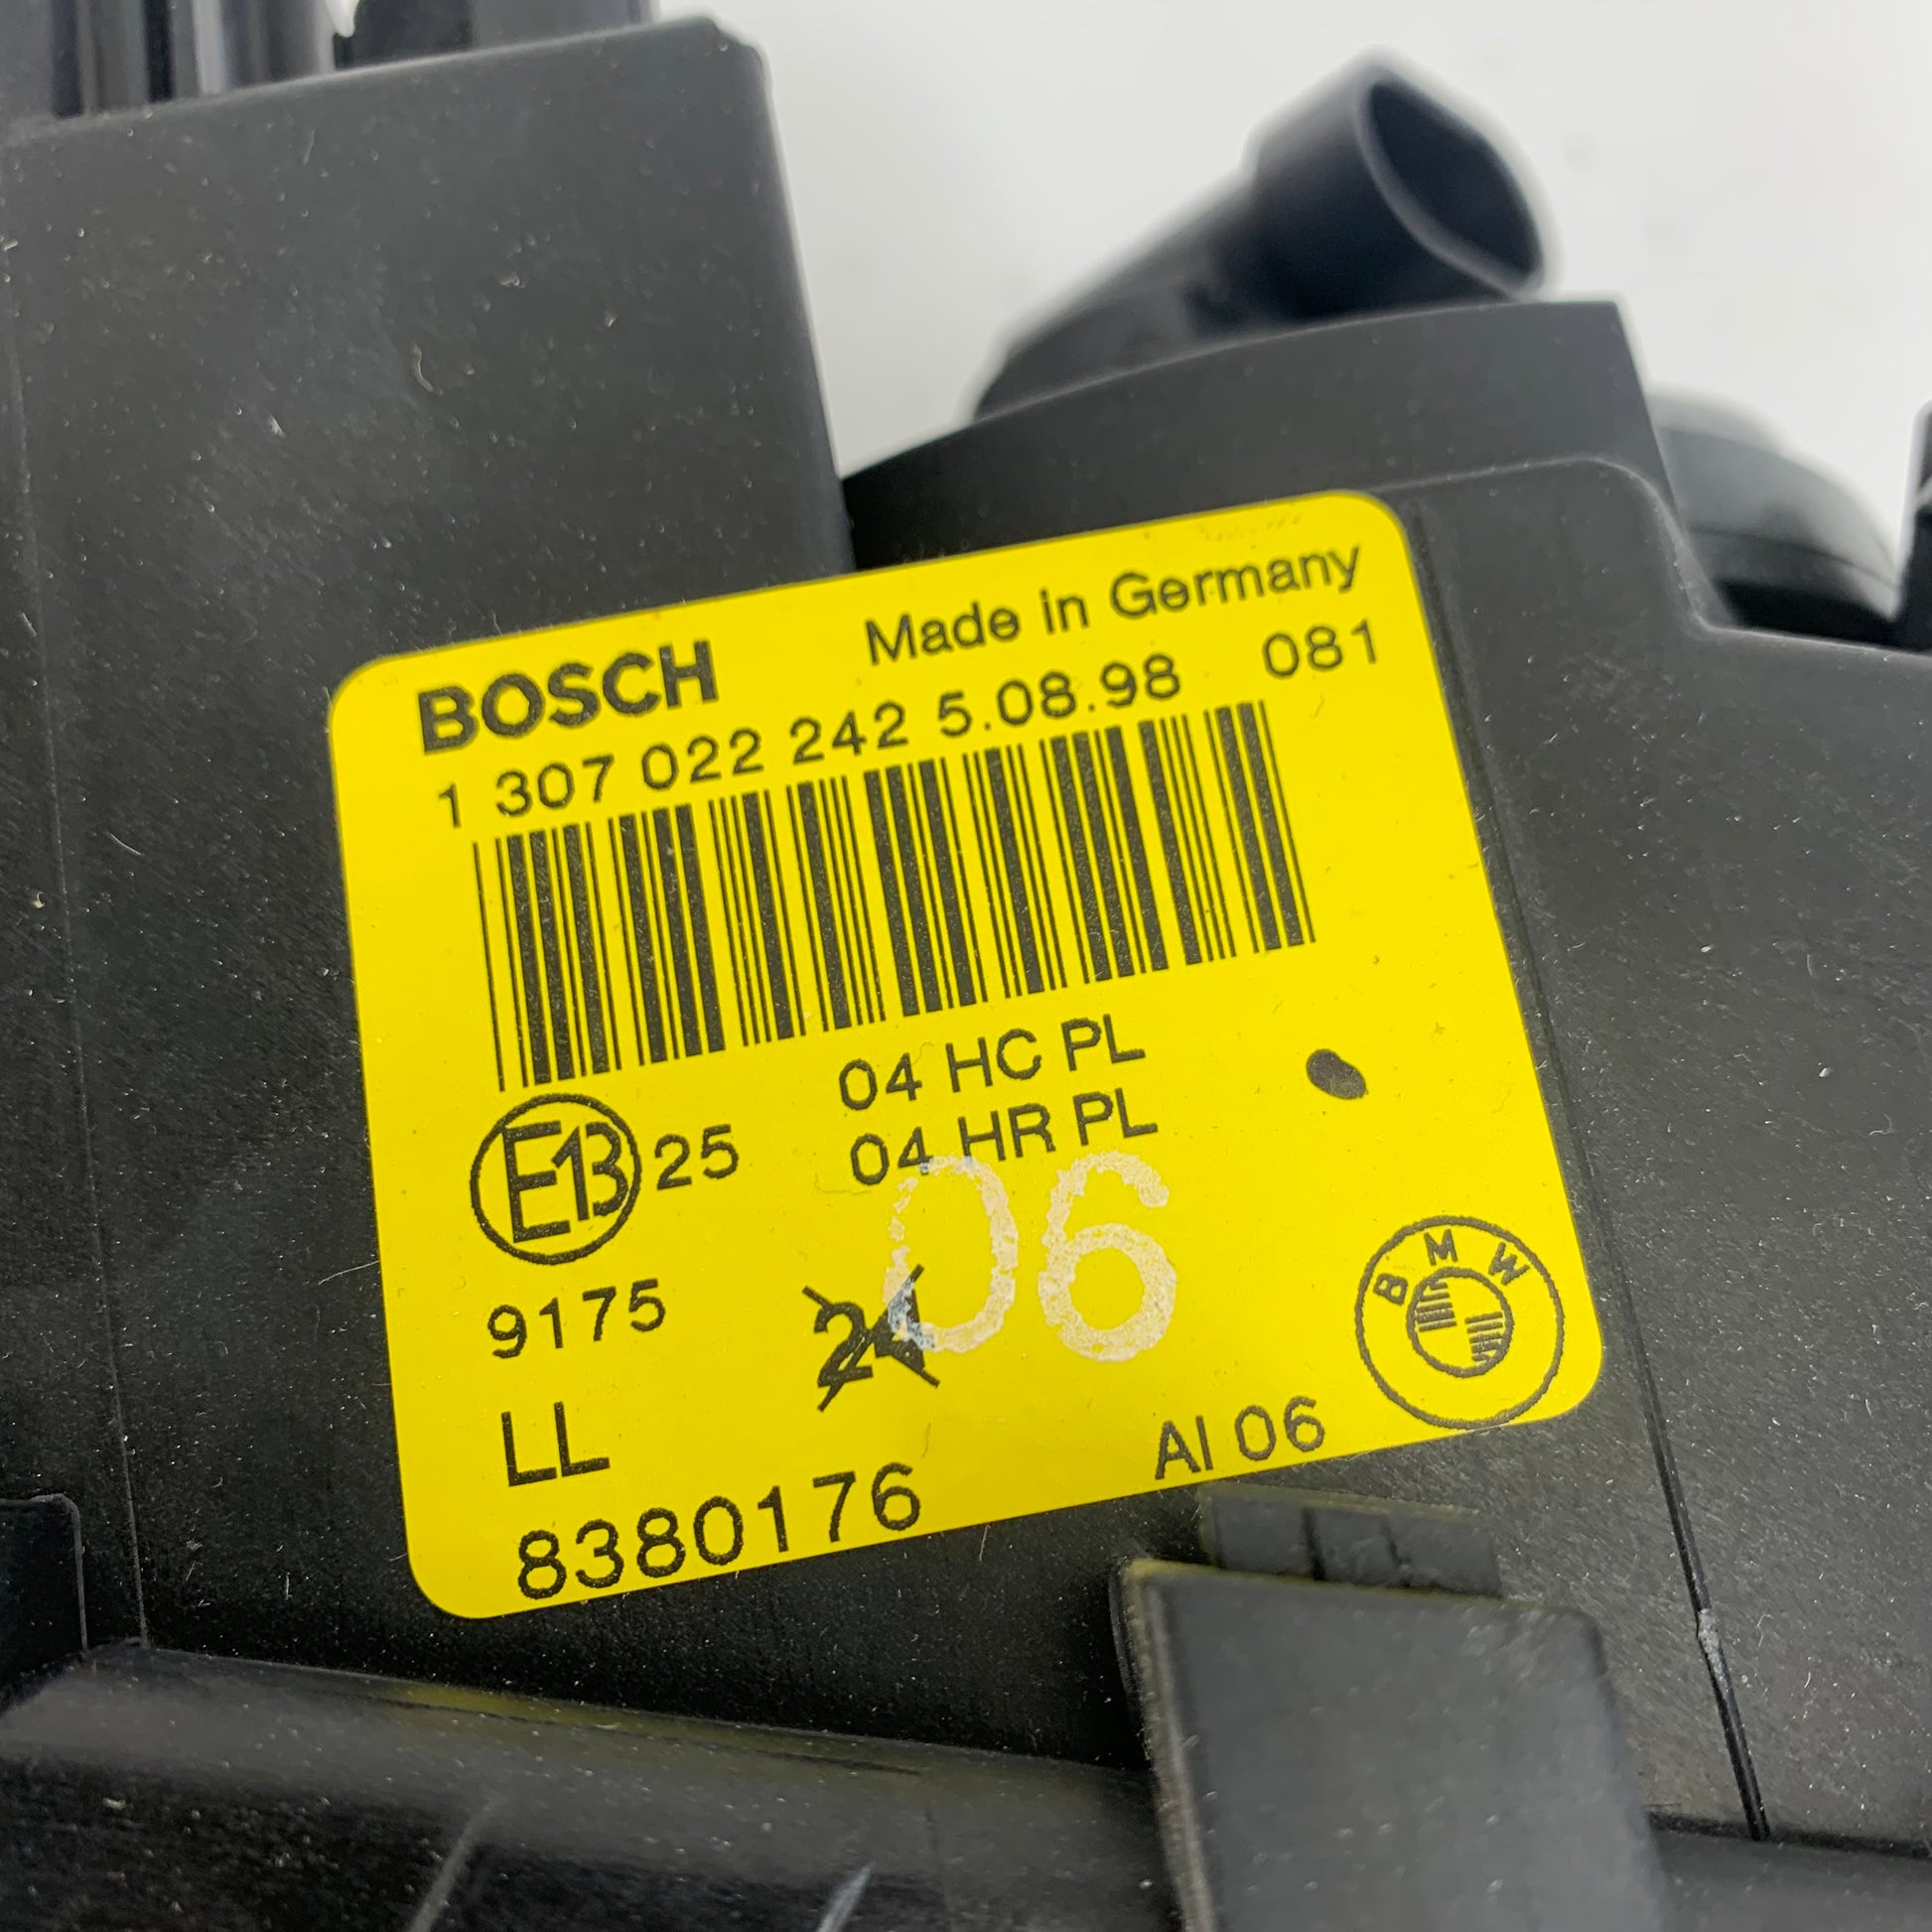 BOSCH Made in Germany
1 307 022 242 5.08.98 081
04 HC PL
E13 25 04 HR PL
06
9175 24
LL
8380176 AI 06
BMW